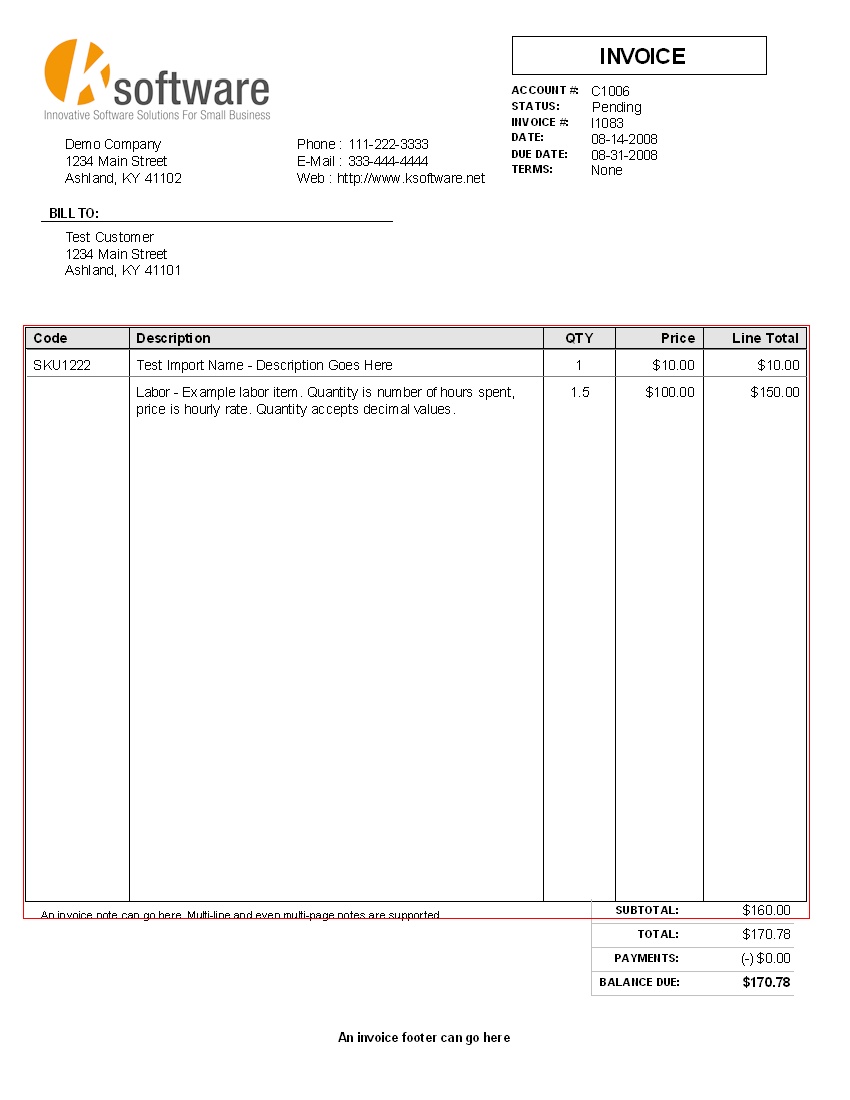 Ksoftware
Innovative Software Solutions For Small Business
INVOICE
ACCOUNT #: C1006
STATUS: Pending
INVOICE #: I1083
DATE: 08-14-2008
DUE DATE: 08-31-2008
TERMS: None
Demo Company
1234 Main Street
Ashland, KY 41102
Phone : 111-222-3333
E-Mail : 333-444-4444
Web : http://www.ksoftware.net
BILL TO:
Test Customer
1234 Main Street
Ashland, KY 41101
Code Description QTY Price Line Total
SKU1222 Test Import Name - Description Goes Here 1 $10.00 $10.00
Labor - Example labor item. Quantity is number of hours spent, 1.5 $100.00 $150.00
price is hourly rate. Quantity accepts decimal values.
An invoice note can go here. Multi-line and even multi-page notes are supported
SUBTOTAL: $160.00
TOTAL: $170.78
PAYMENTS: (-) $0.00
BALANCE DUE: $170.78
An invoice footer can go here